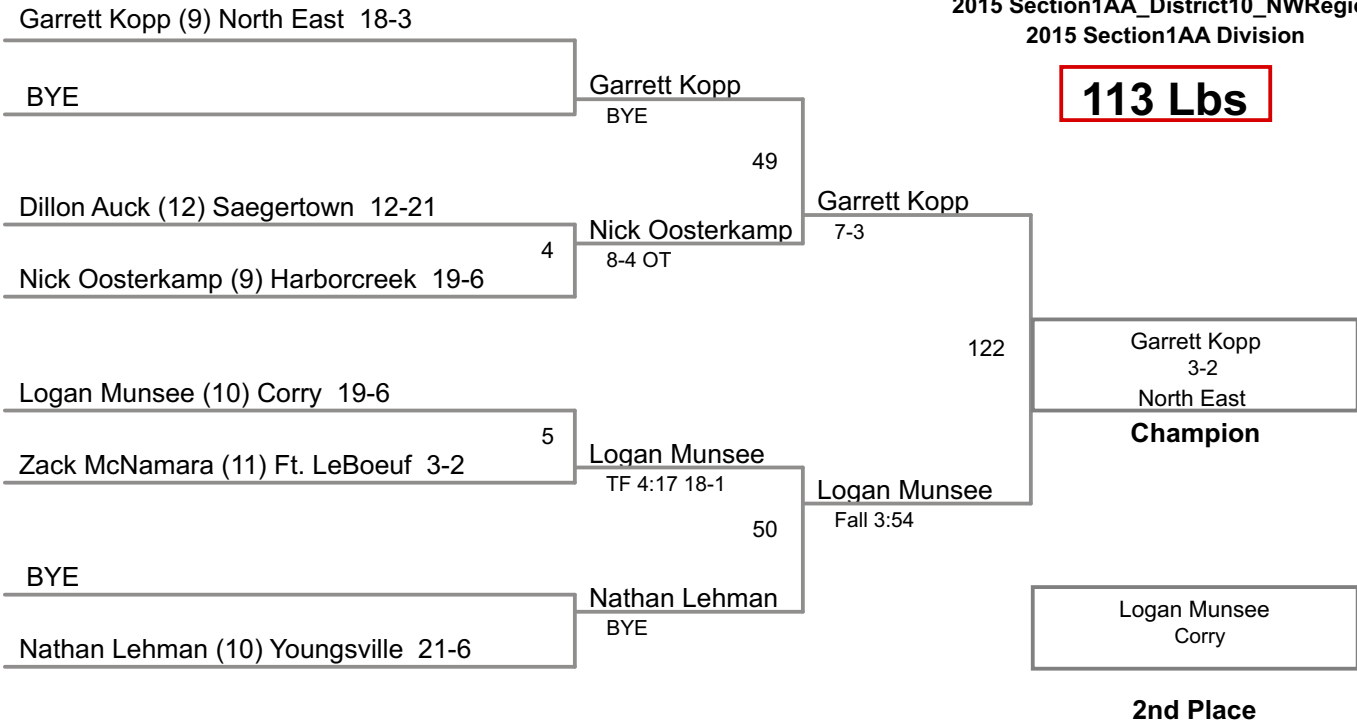 2015 Section1AA_District10_NWRegio
2015 Section1AA Division
113 Lbs
Garrett Kopp (9) North East 18-3
BYE
Garrett Kopp
BYE
49
Dillon Auck (12) Saegertown 12-21
4
Nick Oosterkamp (9) Harborcreek 19-6
Nick Oosterkamp
8-4 OT
Garrett Kopp
7-3
122
Logan Munsee (10) Corry 19-6
5
Zack McNamara (11) Ft. LeBoeuf 3-2
Logan Munsee
TF 4:17 18-1
50
BYE
Nathan Lehman (10) Youngsville 21-6
Nathan Lehman
BYE
Logan Munsee
Fall 3:54
Garrett Kopp
3-2
North East
Champion
Logan Munsee
Corry
2nd Place